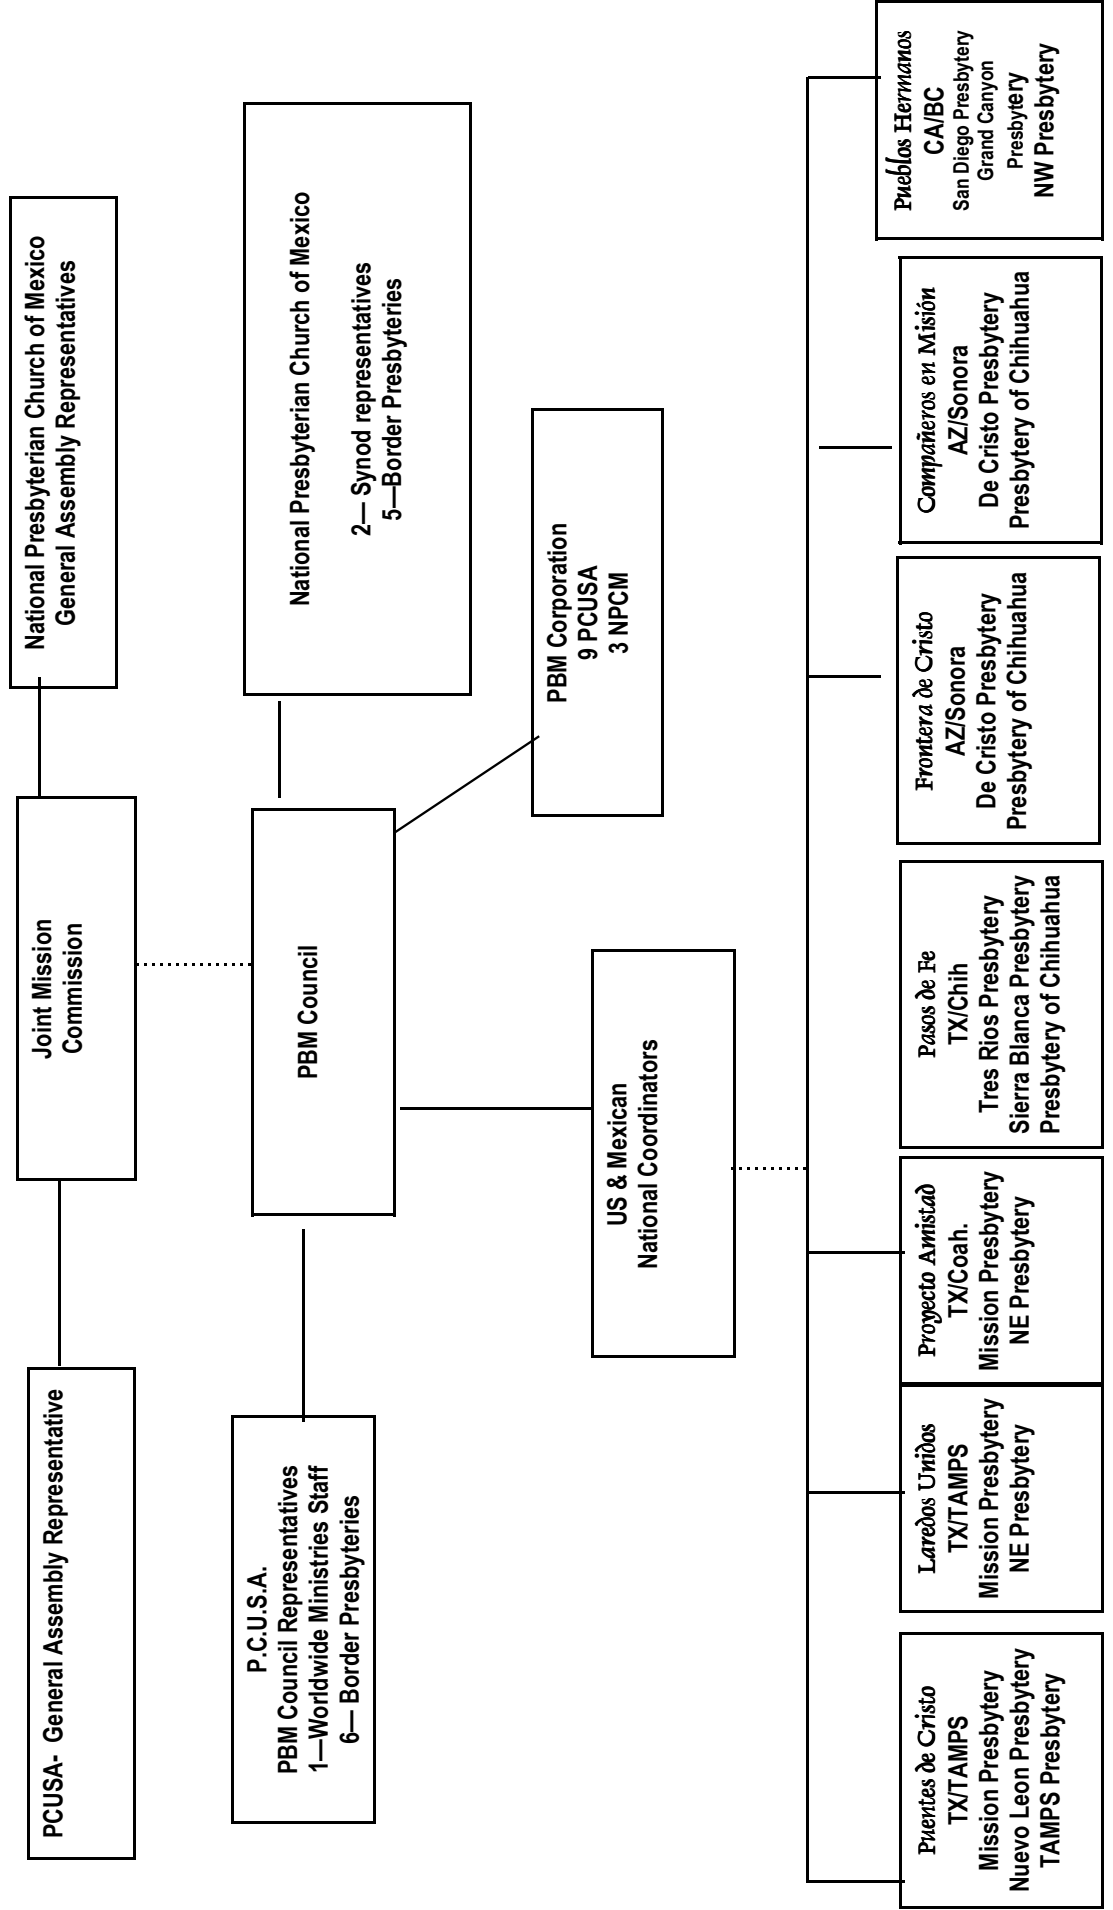 PCUSA- General Assembly Representative
Joint Mission
Commission
National Presbyterian Church of Mexico
General Assembly Representatives
P.C.U.S.A.
PBM Council Representatives
1—Worldwide Ministries Staff
6— Border Presbyteries
PBM Council
National Presbyterian Church of Mexico
2— Synod representatives
5—Border Presbyteries
US & Mexican
National Coordinators
PBM Corporation
9 PCUSA
3 NPCM
Puentes de Cristo
TX/TAMPS
Mission Presbytery
Nuevo Leon Presbytery
TAMPS Presbytery
Laredos Unidos
TX/TAMPS
Mission Presbytery
NE Presbytery
Proyecto Amistad
TX/Coah.
Mission Presbytery
NE Presbytery
Pasos de Fe
TX/Chih
Tres Rios Presbytery
Sierra Blanca Presbytery
Presbytery of Chihuahua
Frontera de Cristo
AZ/Sonora
De Cristo Presbytery
Presbytery of Chihuahua
Compañeros en Misión
AZ/Sonora
De Cristo Presbytery
Presbytery of Chihuahua
Pueblos Hermanos
CA/BC
San Diego Presbytery
Grand Canyon
Presbytery
NW Presbytery